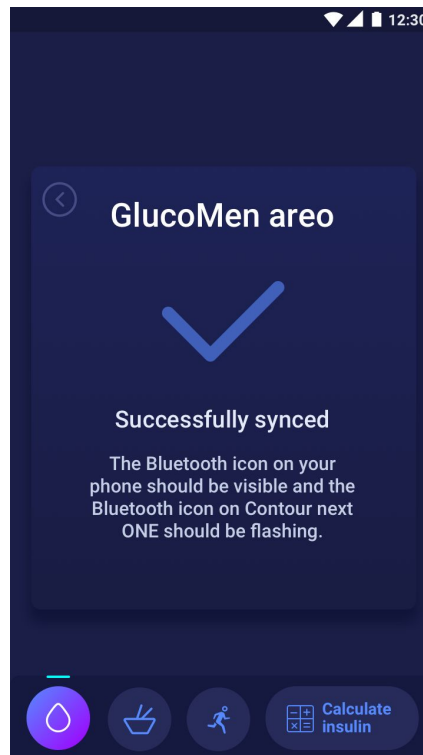 12:30
GlucoMen areo
Successfully synced
The Bluetooth icon on your
phone should be visible and the
Bluetooth icon on Contour next
ONE should be flashing.
Calculate
insulin